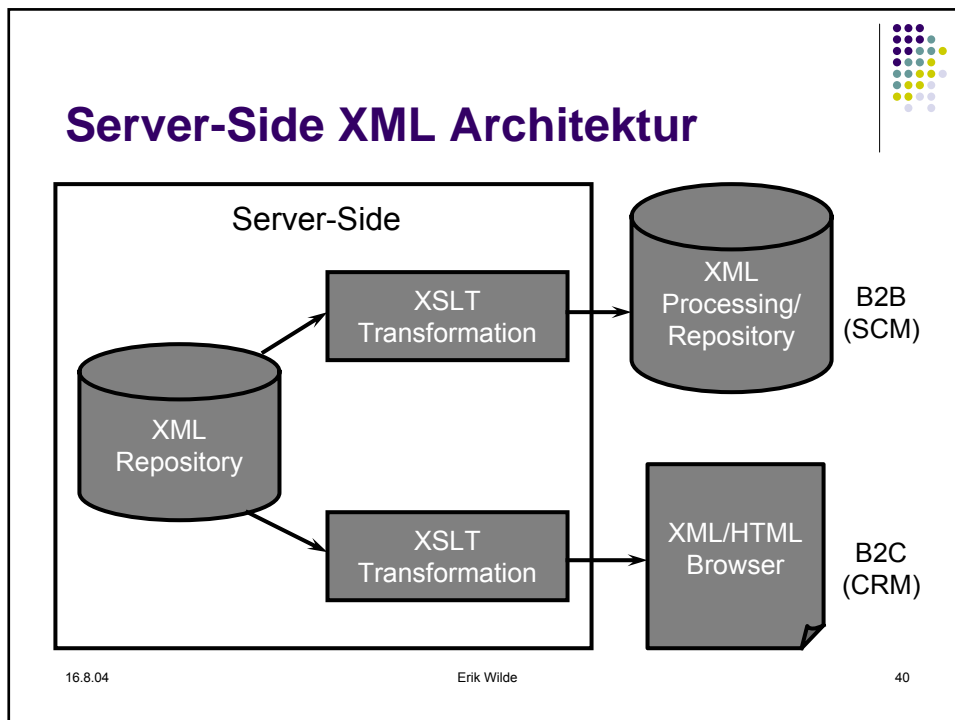 Server-Side XML Architektur
Server-Side
XSLT
Transformation
XML
Processing/
Repository
B2B
(SCM)
XML
Repository
XSLT
Transformation
XML/HTML
Browser
B2C
(CRM)
16.8.04
Erik Wilde
40